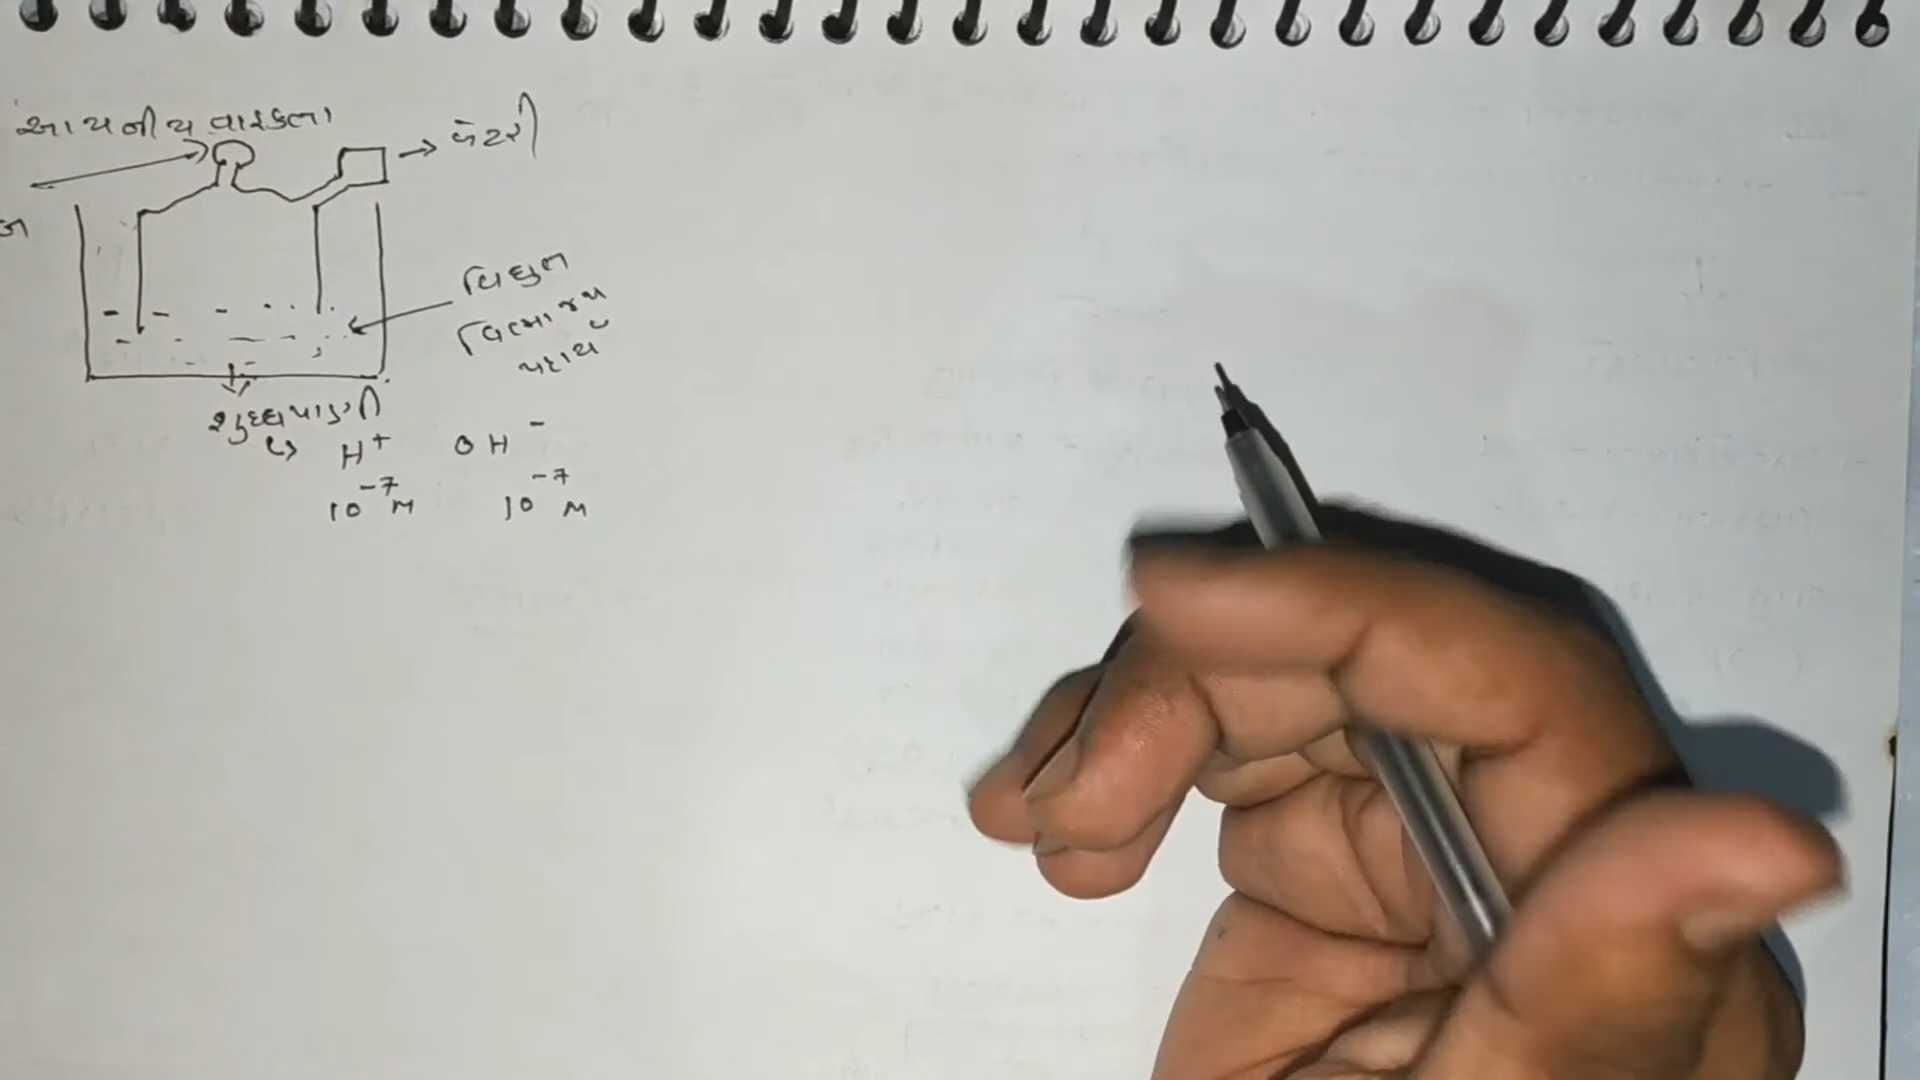 આયનીય વાહકતા
બેટરી
વિદ્યુત
વિભાજ્ય
પદાર્થ
શુદ્ધ પાણી
↳ H⁺ OH⁻
10⁻⁷ M 10⁻⁷ M